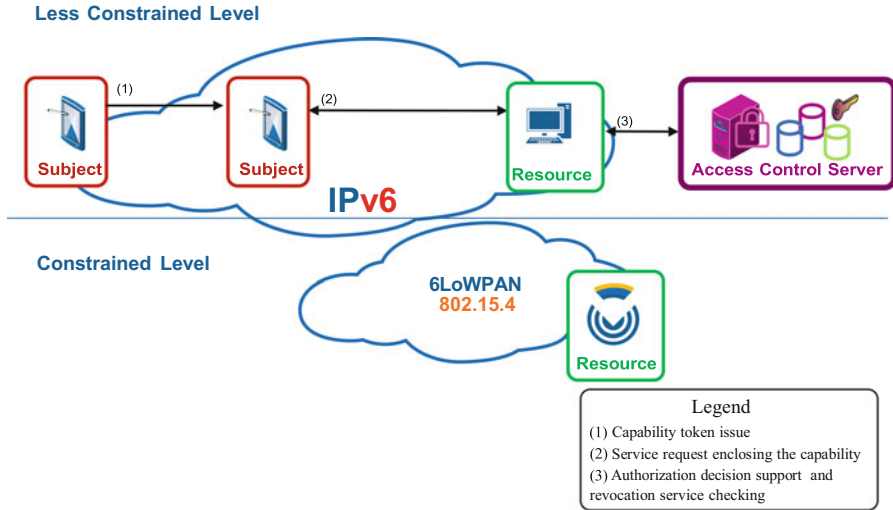 Less Constrained Level
(1)
(2)
(3)
Subject
Subject
Resource
Access Control Server
IPv6
Constrained Level
6LoWPAN
802.15.4
Resource
Legend
(1) Capability token issue
(2) Service request enclosing the capability
(3) Authorization decision support and
revocation service checking